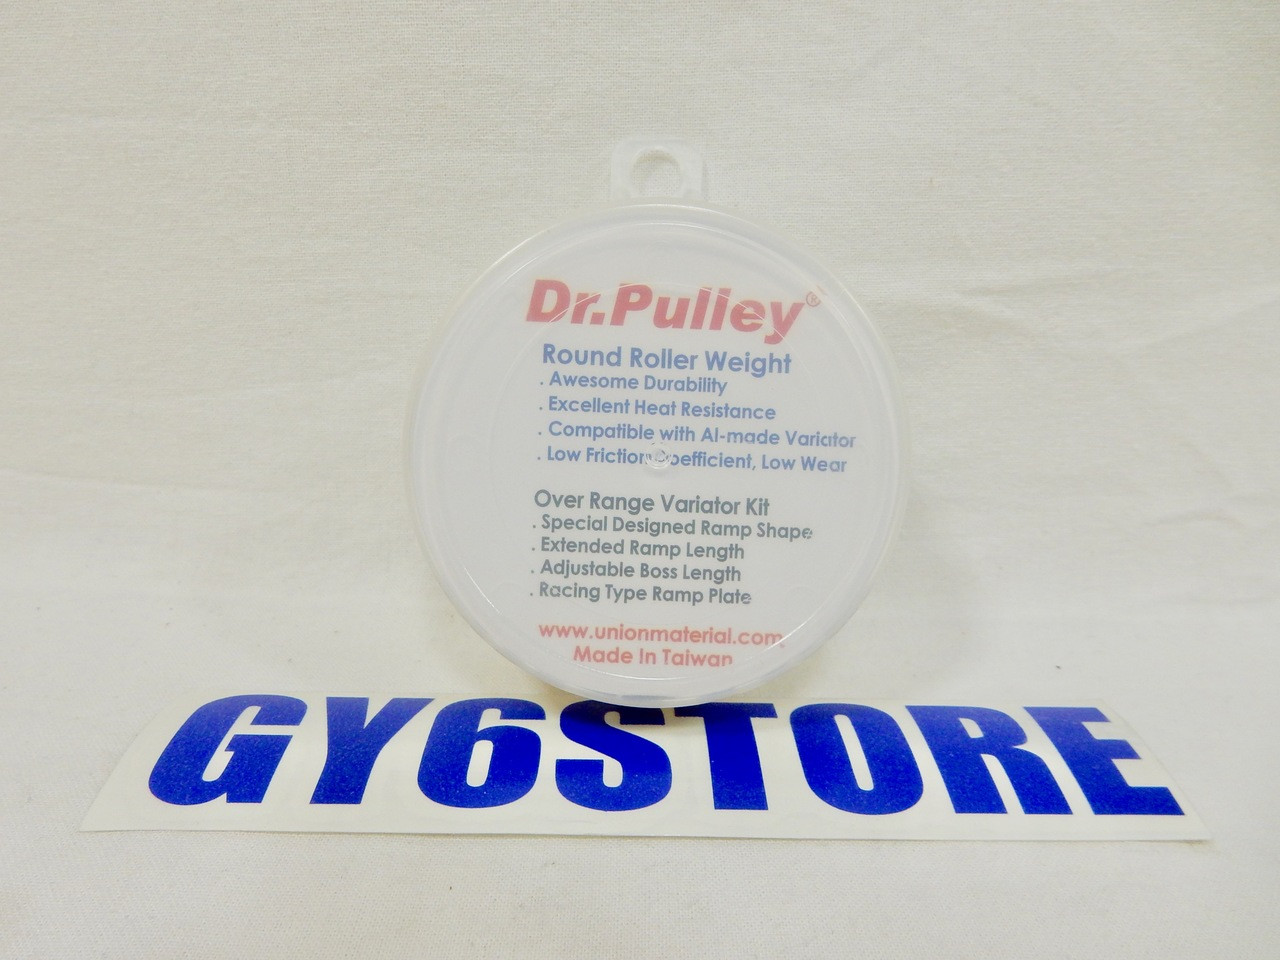 Dr.Pulley®
Round Roller Weight
. Awesome Durability
. Excellent Heat Resistance
. Compatible with Al-made Variator
. Low Friction Coefficient, Low Wear
Over Range Variator Kit
. Special Designed Ramp Shape
. Extended Ramp Length
. Adjustable Boss Length
. Racing Type Ramp Plate
www.unionmaterial.com
Made In Taiwan
GY6STORE